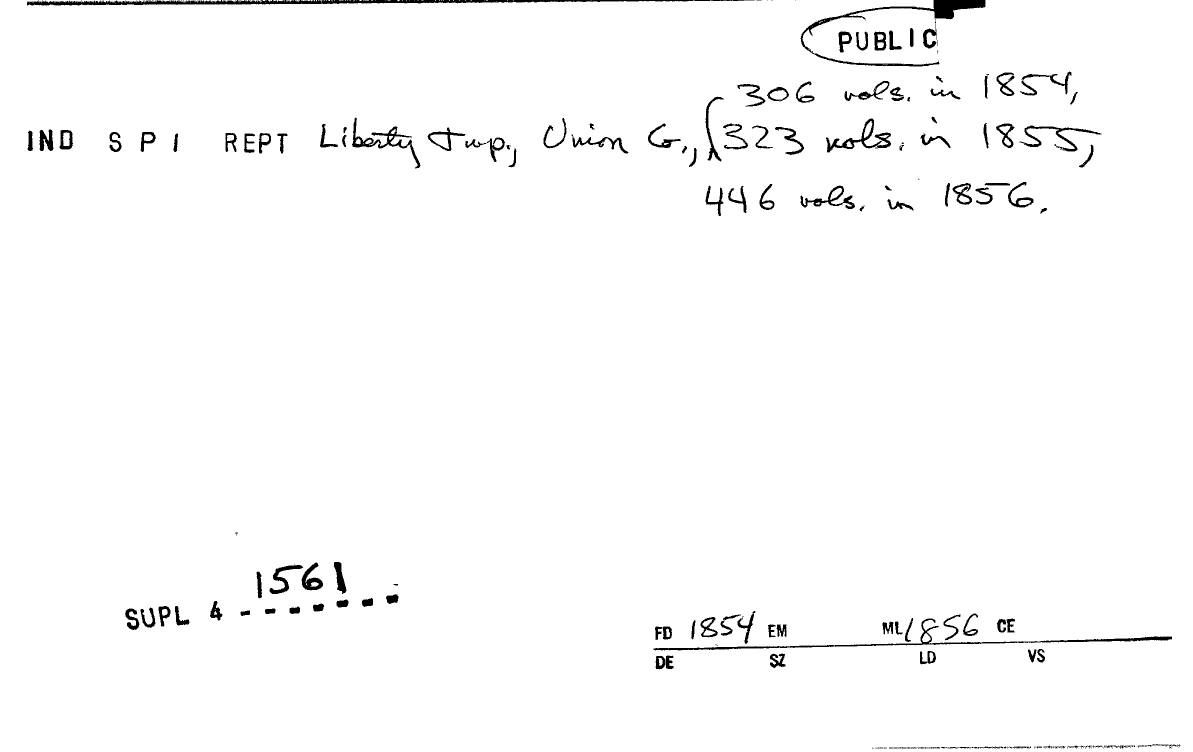 PUBLIC
306 vols. in 1854,
IND S P I REPT Liberty Twp., Union Co., 323 vols. in 1855,
446 vols. in 1856.
1561
SUPL 4 - - - - - - -
FD 1854 EM ML 1856 CE
DE SZ LD VS